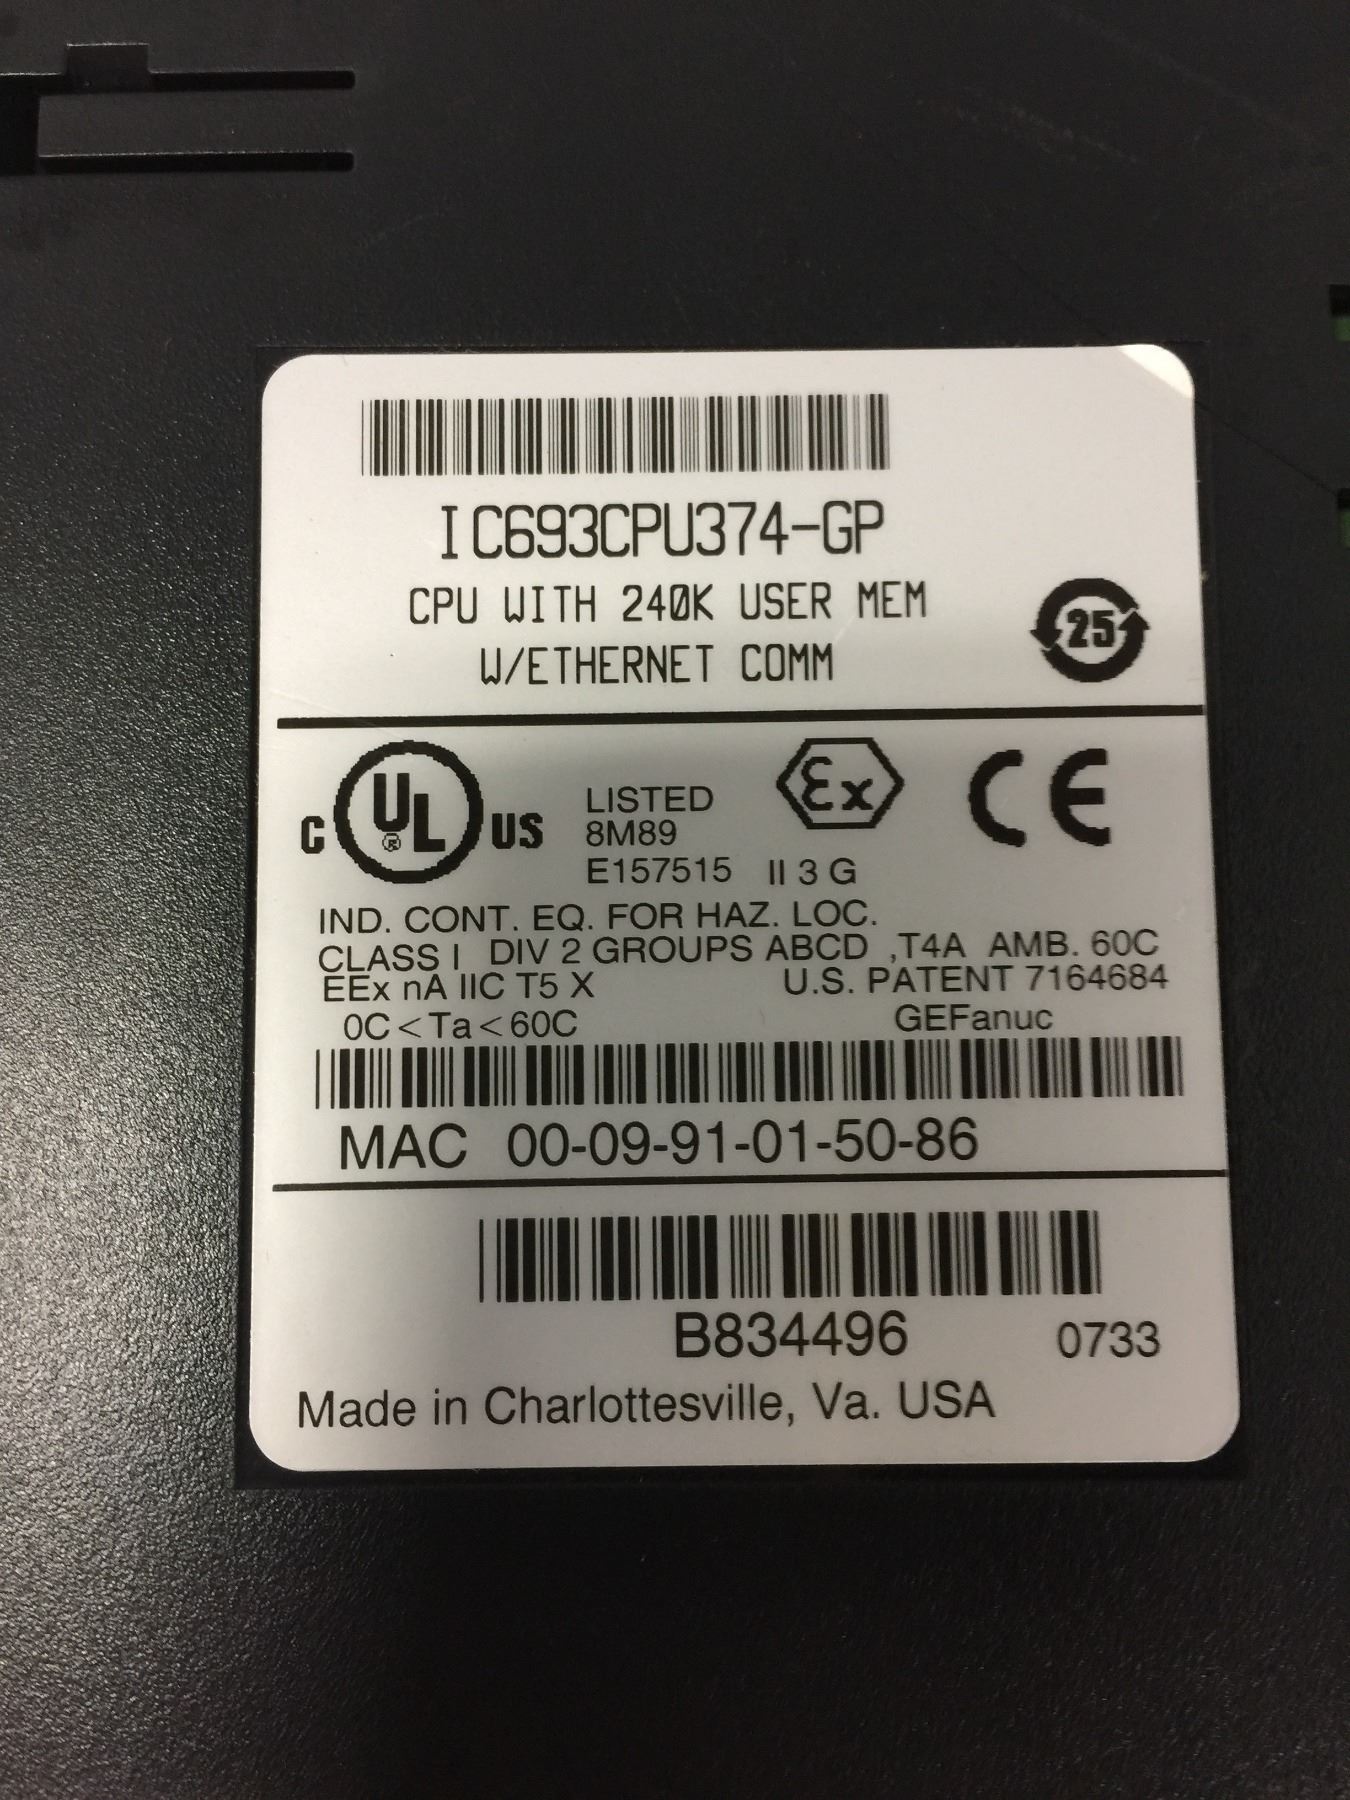 IC693CPU374-GP
CPU WITH 240K USER MEM
W/ETHERNET COMM
25
C UL ® US
LISTED
8M89
E157515 II 3 G
Ex
CE
IND. CONT. EQ. FOR HAZ. LOC.
CLASS I DIV 2 GROUPS ABCD ,T4A AMB. 60C
EEx nA IIC T5 X U.S. PATENT 7164684
0C<Ta<60C GEFanuc
MAC 00-09-91-01-50-86
B834496 0733
Made in Charlottesville, Va. USA